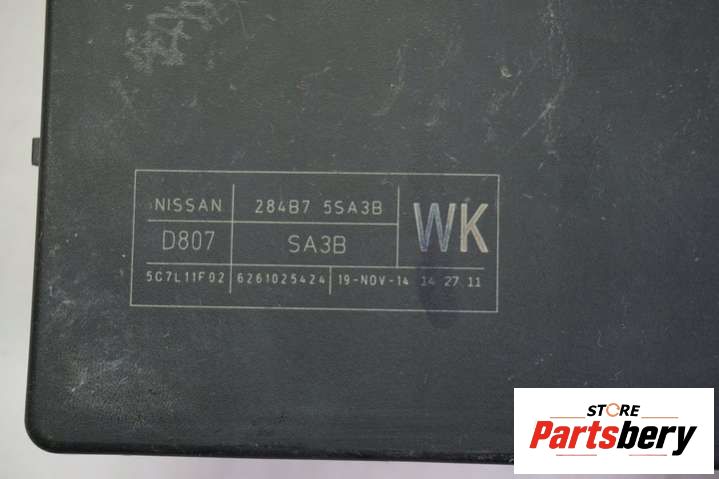 NISSAN 284B7 5SA3B WK
D807 SA3B
5C7L11F02 6261025424 19-NOV-14 14 27 11
STORE
Partsbery